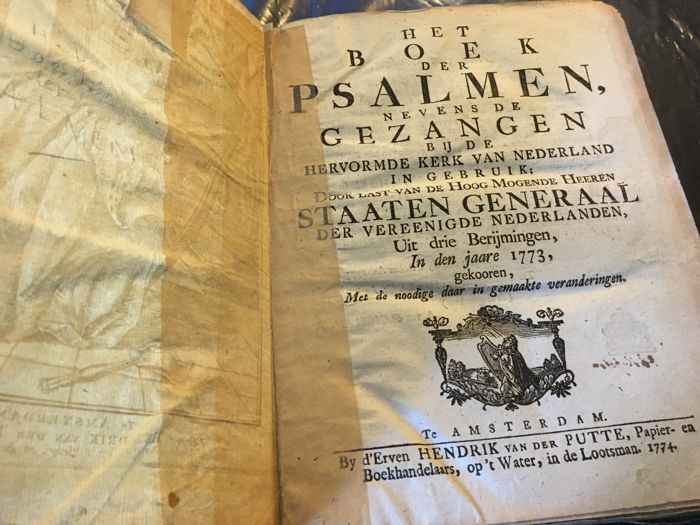 HET
BOEK
DER
PSALMEN,
NEVENS DE
GEZANGEN
BIJ DE
HERVORMDE KERK VAN NEDERLAND
IN GEBRUIK;
DOOR LAST VAN DE HOOG MOGENDE HEEREN
STAATEN GENERAAL
DER VEREENIGDE NEDERLANDEN,
Uit drie Berijmingen,
In den jaare 1773,
gekooren,
Met de noodige daar in gemaakte veranderingen.
Te AMSTERDAM.
By d'Erven HENDRIK VAN DER PUTTE, Papier- en
Boekhandelaars, op't Water, in de Lootsman. 1774.